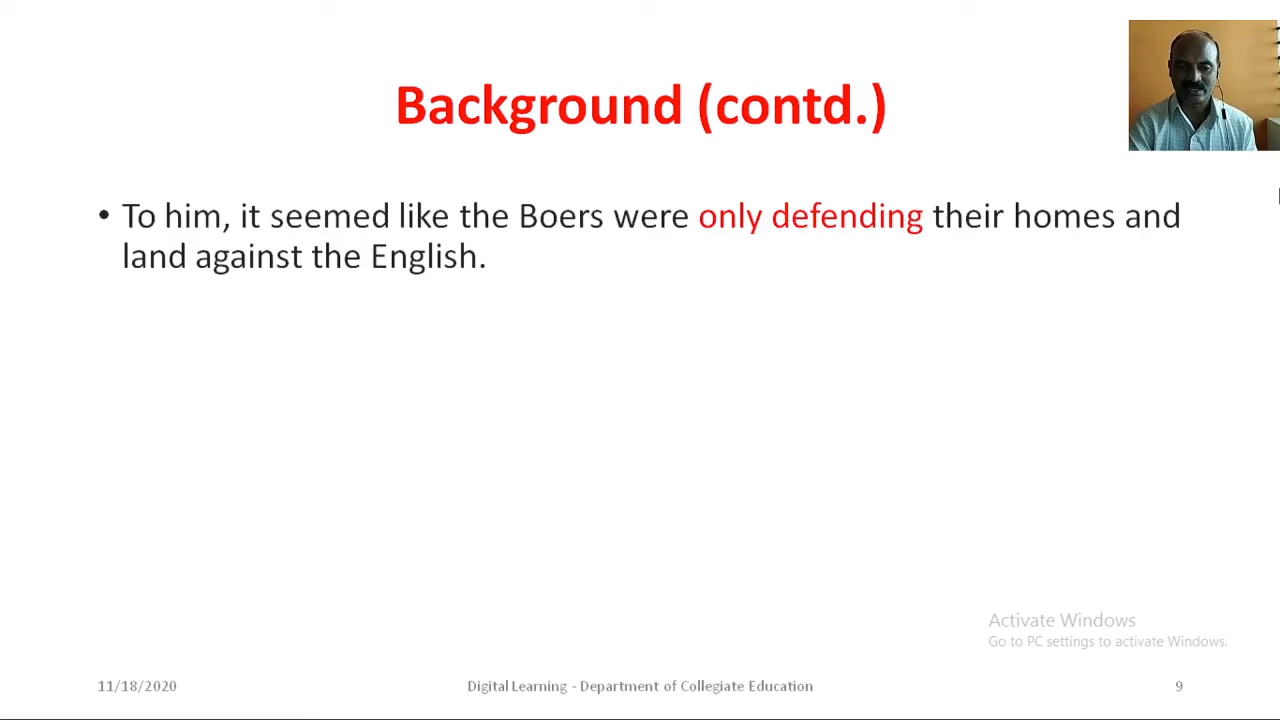 Background (contd.)
• To him, it seemed like the Boers were only defending their homes and
land against the English.
Activate Windows
Go to PC settings to activate Windows.
11/18/2020
Digital Learning - Department of Collegiate Education
9